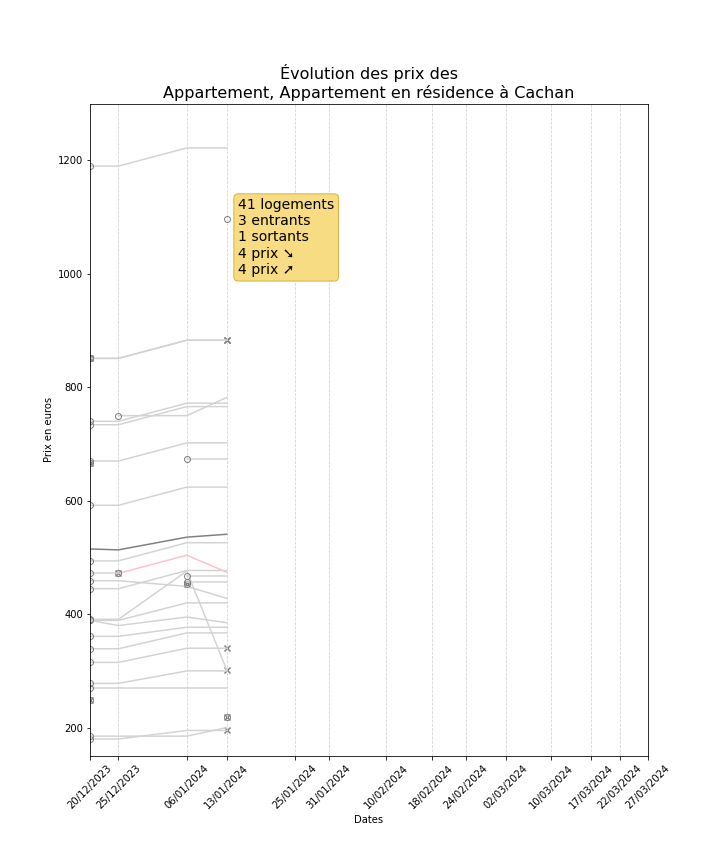 Évolution des prix des
Appartement, Appartement en résidence à Cachan
1200
1000
800
600
400
200
Prix en euros
41 logements
3 entrants
1 sortants
4 prix ➘
4 prix ➚
20/12/2023
25/12/2023
06/01/2024
13/01/2024
25/01/2024
31/01/2024
10/02/2024
18/02/2024
24/02/2024
02/03/2024
10/03/2024
17/03/2024
22/03/2024
27/03/2024
Dates